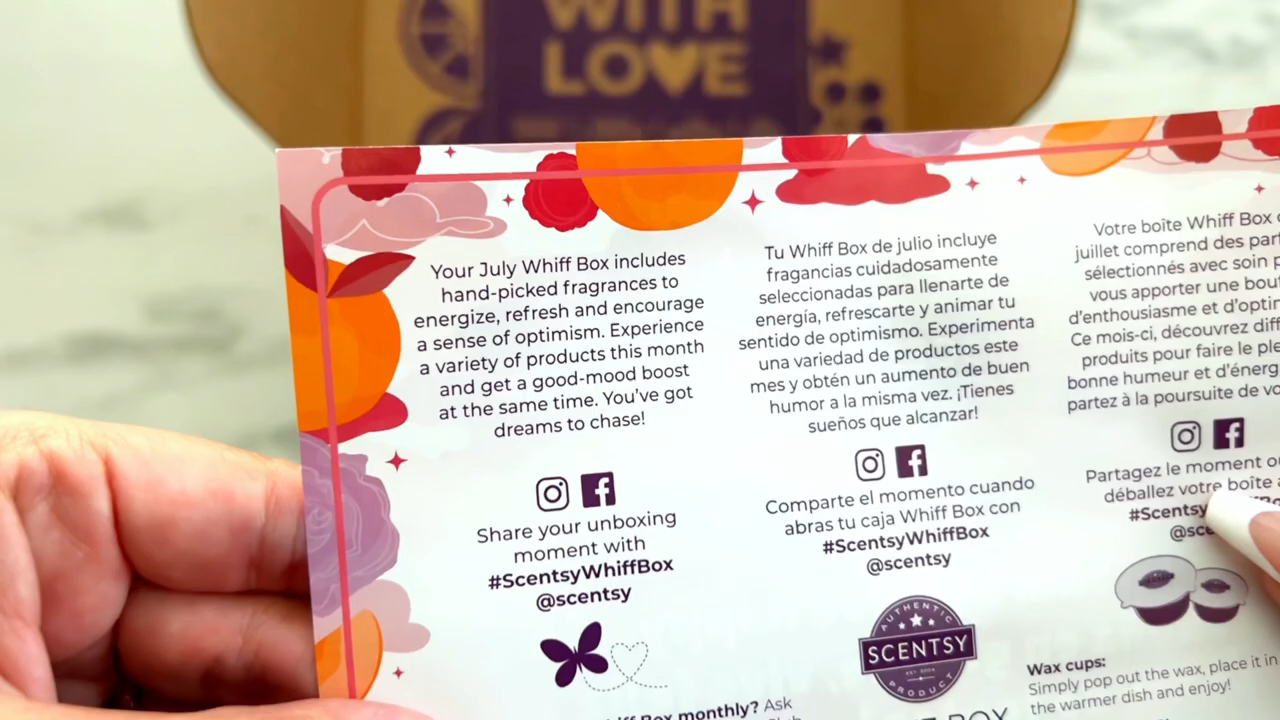 WITH
LOVE
Your July Whiff Box includes
hand-picked fragrances to
energize, refresh and encourage
a sense of optimism. Experience
a variety of products this month
and get a good-mood boost
at the same time. You've got
dreams to chase!
Share your unboxing
moment with
#ScentsyWhiffBox
@scentsy
Tu Whiff Box de julio incluye
fragancias cuidadosamente
seleccionadas para llenarte de
energía, refrescarte y animar tu
sentido de optimismo. Experimenta
una variedad de productos este
mes y obtén un aumento de buen
humor a la misma vez. ¡Tienes
sueños que alcanzar!
Comparte el momento cuando
abras tu caja Whiff Box con
#ScentsyWhiffBox
@scentsy
AUTHENTIC
SCENTSY
EST. 2004
PRODUCT
Votre boîte Whiff Box
juillet comprend des
sélectionnés avec soin
vous apporter une
d'enthousiasme et
Ce mois-ci, découvrez
produits pour faire le
bonne humeur et
partez à la poursuite de
Partagez le moment
déballez votre boîte
Wax cups:
Simply pop out the wax, place it in
the warmer dish and enjoy!
Box monthly? Ask
BOX